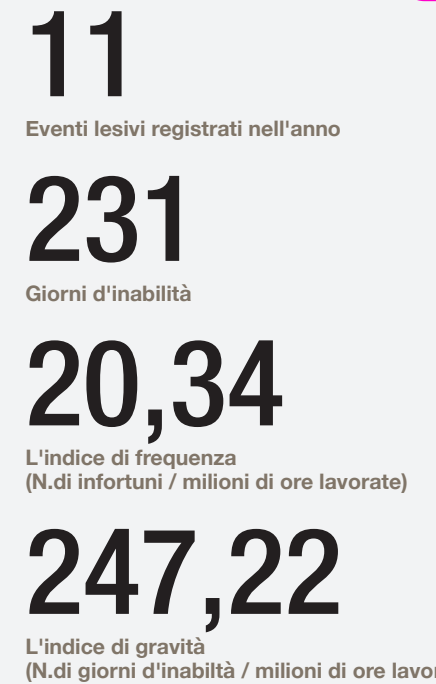 11
Eventi lesivi registrati nell'anno
231
Giorni d'inabilità
20,34
L'indice di frequenza
(N.di infortuni / milioni di ore lavorate)
247,22
L'indice di gravità
(N.di giorni d'inabiltà / milioni di ore